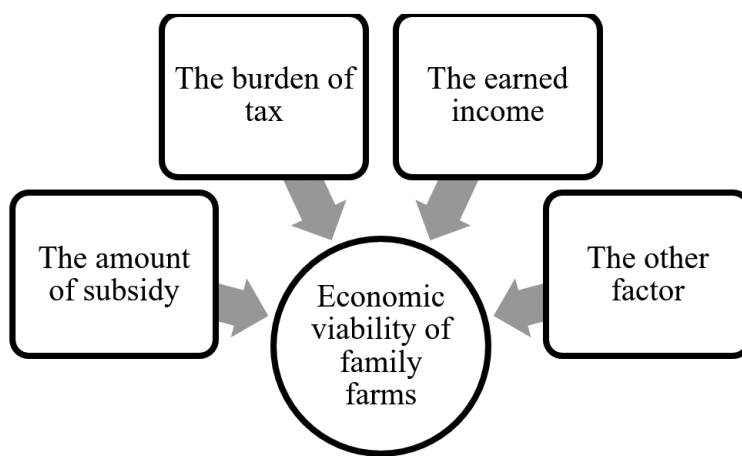 The burden of
tax
The earned
income
The amount
of subsidy
The other
factor
Economic
viability of
family
farms